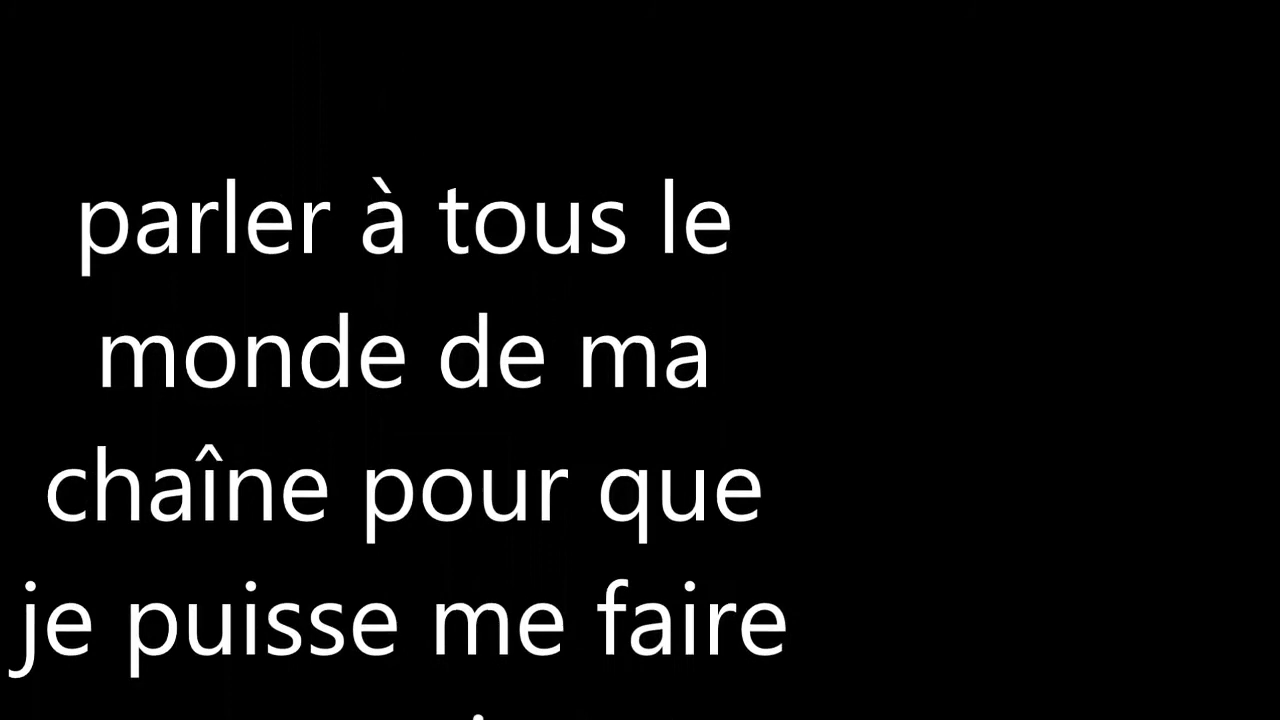 parler à tous le
monde de ma
chaîne pour que
je puisse me faire